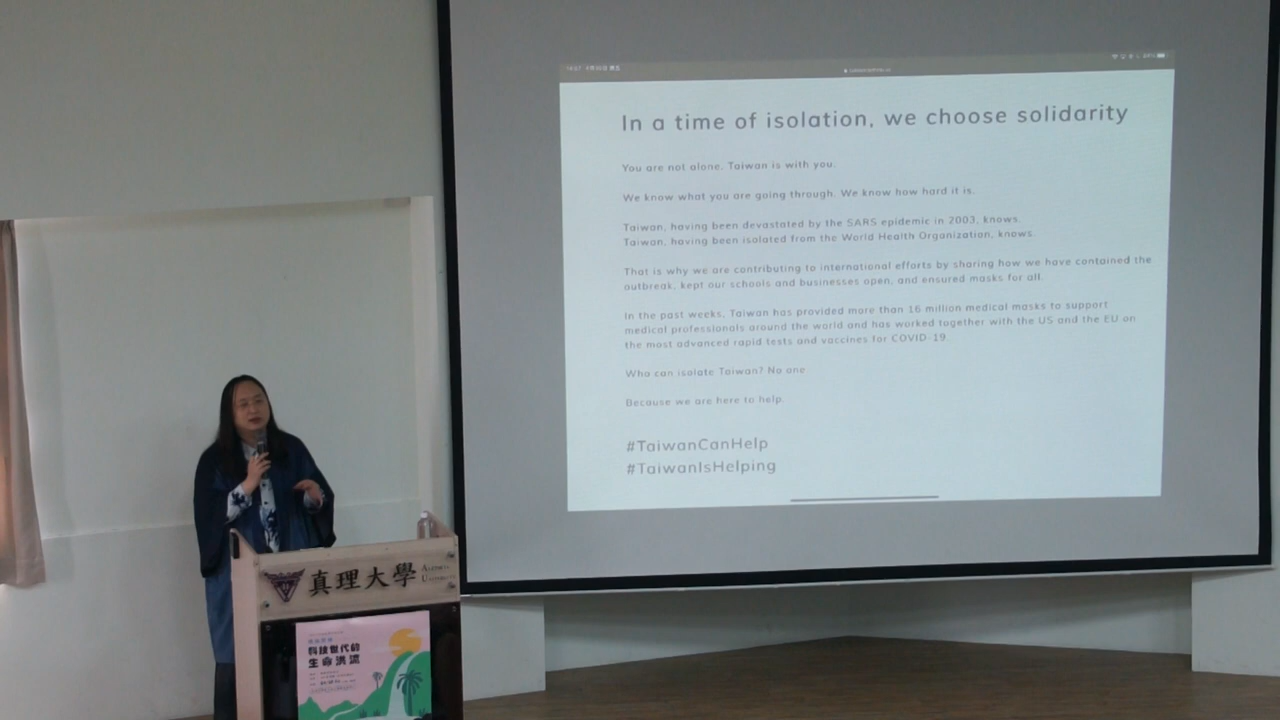 In a time of isolation, we choose solidarity
You are not alone. Taiwan is with you.
We know what you are going through. We know how hard it is.
Taiwan, having been devastated by the SARS epidemic in 2003, knows.
Taiwan, having been isolated from the World Health Organization, knows.
That is why we are contributing to international efforts by sharing how we have contained the
outbreak, kept our schools and businesses open, and ensured masks for all.
In the past weeks, Taiwan has provided more than 16 million medical masks to support
medical professionals around the world and has worked together with the US and the EU on
the most advanced rapid tests and vaccines for COVID-19.
Who can isolate Taiwan? No one.
Because we are here to help.
#TaiwanCanHelp
#TaiwanIsHelping
真理大學
科技世代的
生命洪流